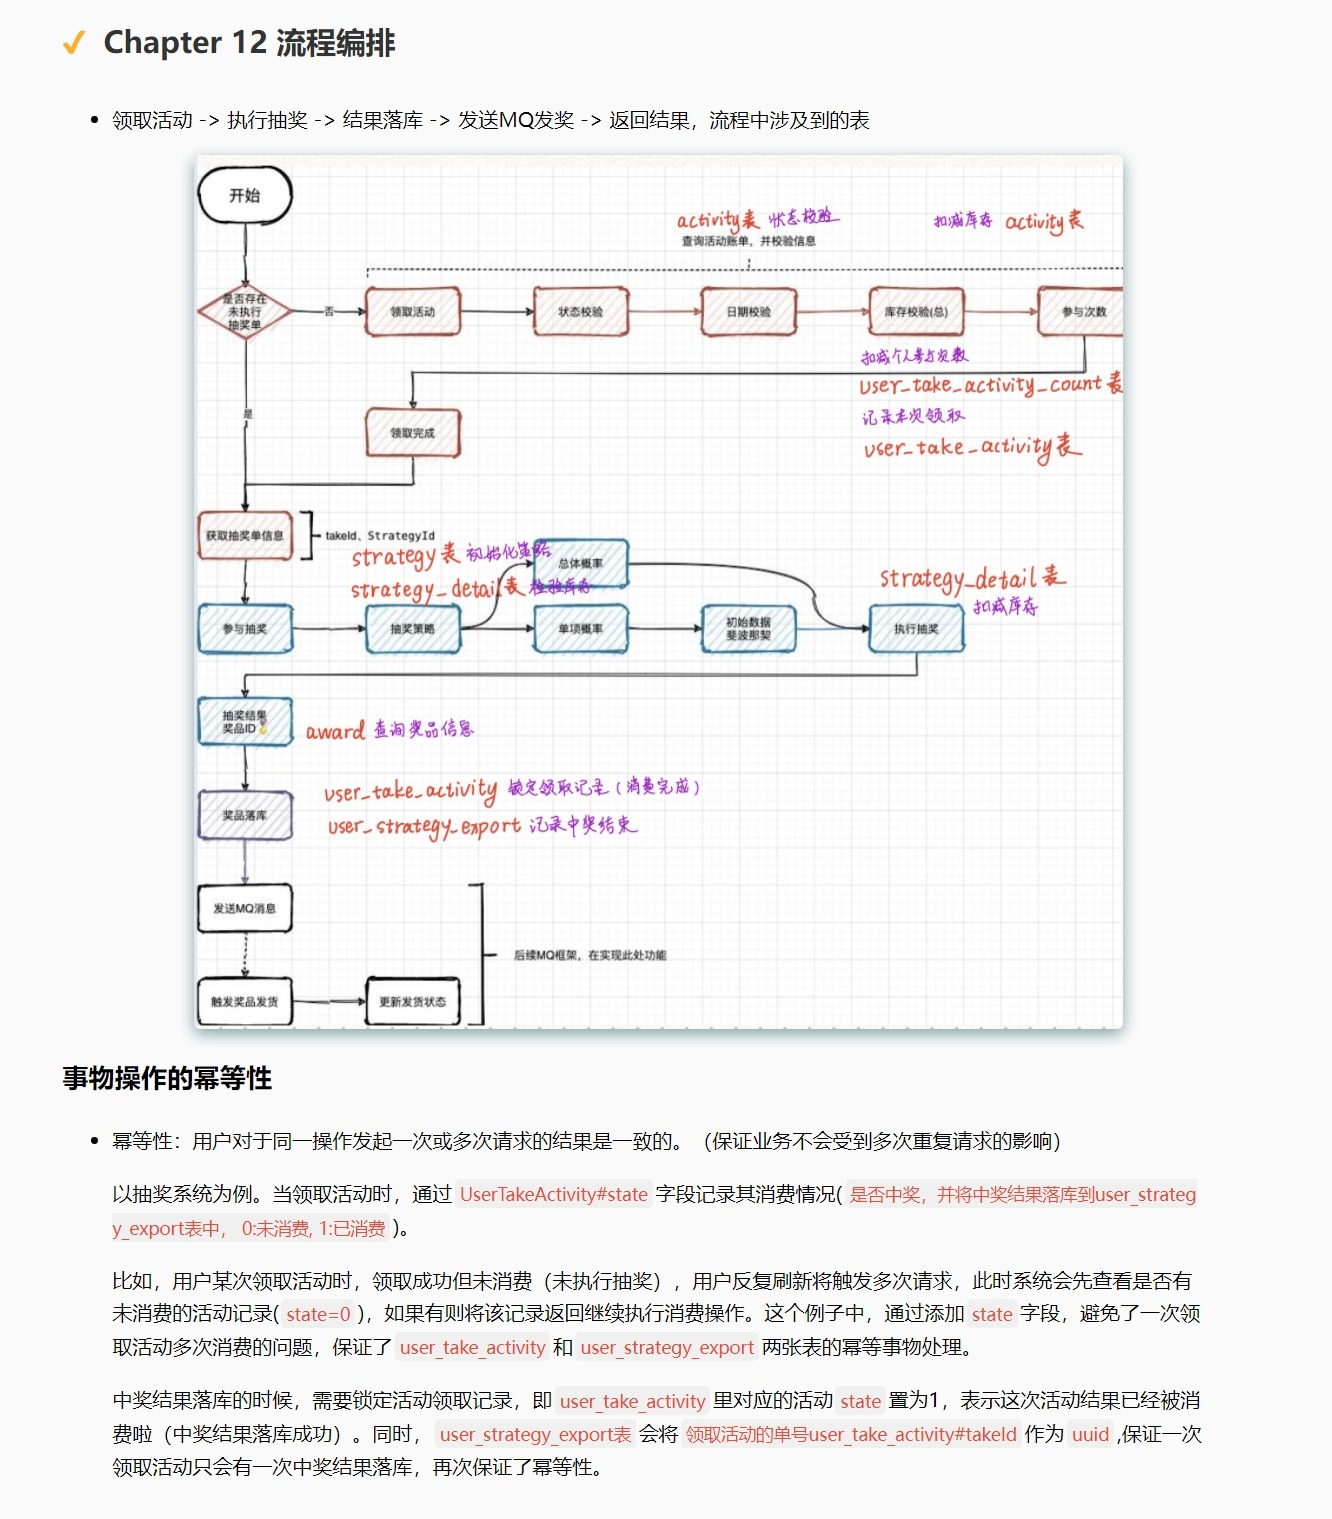 Chapter 12 流程编排
领取活动 -> 执行抽奖 -> 结果落库 -> 发送MQ发奖 -> 返回结果，流程中涉及到的表
开始
activity表 状态校验
扣减库存 activity表
查询活动账单，并校验信息
是否存在
未执行
抽奖单
否
领取活动
状态校验
日期校验
库存校验(总)
参与次数
扣减个人参与次数
user_take_activity_count表
是
记录本次领取
领取完成
user_take_activity表
获取抽奖单信息
takeId、StrategyId
strategy表 初始化策略
总体概率
strategy_detail表 检验库存
strategy_detail表
扣减库存
参与抽奖
抽奖策略
单项概率
初始数据
斐波那契
执行抽奖
抽奖结果
奖品ID
award 查询奖品信息
user_take_activity 锁定领取记录（消费完成）
奖品落库
user_strategy_export 记录中奖结束
发送MQ消息
后续MQ框架，在实现此处功能
触发奖品发货
更新发货状态
事物操作的幂等性
幂等性：用户对于同一操作发起一次或多次请求的结果是一致的。（保证业务不会受到多次重复请求的影响）
以抽奖系统为例。当领取活动时，通过 UserTakeActivity#state 字段记录其消费情况( 是否中奖，并将中奖结果落库到user_strateg
y_export表中， 0:未消费, 1:已消费 )。
比如，用户某次领取活动时，领取成功但未消费（未执行抽奖），用户反复刷新将触发多次请求，此时系统会先查看是否有
未消费的活动记录( state=0 )，如果有则将该记录返回继续执行消费操作。这个例子中，通过添加 state 字段，避免了一次领
取活动多次消费的问题，保证了 user_take_activity 和 user_strategy_export 两张表的幂等事物处理。
中奖结果落库的时候，需要锁定活动领取记录，即 user_take_activity 里对应的活动 state 置为1，表示这次活动结果已经被消
费啦（中奖结果落库成功）。同时， user_strategy_export表 会将 领取活动的单号user_take_activity#takeId 作为 uuid ,保证一次
领取活动只会有一次中奖结果落库，再次保证了幂等性。